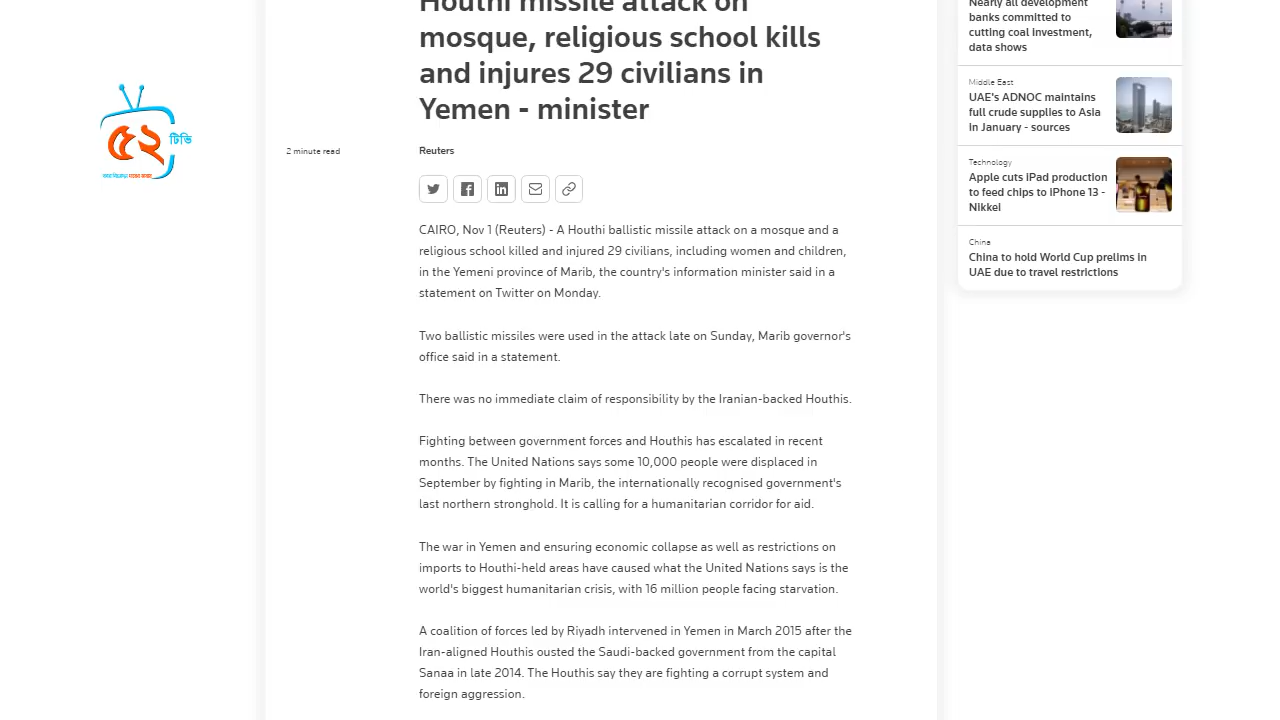 Houthi missile attack on
mosque, religious school kills
and injures 29 civilians in
Yemen - minister
2 minute read
Reuters
CAIRO, Nov 1 (Reuters) - A Houthi ballistic missile attack on a mosque and a
religious school killed and injured 29 civilians, including women and children,
in the Yemeni province of Marib, the country's information minister said in a
statement on Twitter on Monday.
Two ballistic missiles were used in the attack late on Sunday, Marib governor's
office said in a statement.
There was no immediate claim of responsibility by the Iranian-backed Houthis.
Fighting between government forces and Houthis has escalated in recent
months. The United Nations says some 10,000 people were displaced in
September by fighting in Marib, the internationally recognised government's
last northern stronghold. It is calling for a humanitarian corridor for aid.
The war in Yemen and ensuring economic collapse as well as restrictions on
imports to Houthi-held areas have caused what the United Nations says is the
world's biggest humanitarian crisis, with 16 million people facing starvation.
A coalition of forces led by Riyadh intervened in Yemen in March 2015 after the
Iran-aligned Houthis ousted the Saudi-backed government from the capital
Sanaa in late 2014. The Houthis say they are fighting a corrupt system and
foreign aggression.
Nearly all development
banks committed to
cutting coal investment,
data shows
Middle East
UAE's ADNOC maintains
full crude supplies to Asia
in January - sources
Technology
Apple cuts iPad production
to feed chips to iPhone 13 -
Nikkei
China
China to hold World Cup prelims in
UAE due to travel restrictions
৫২
টিভি